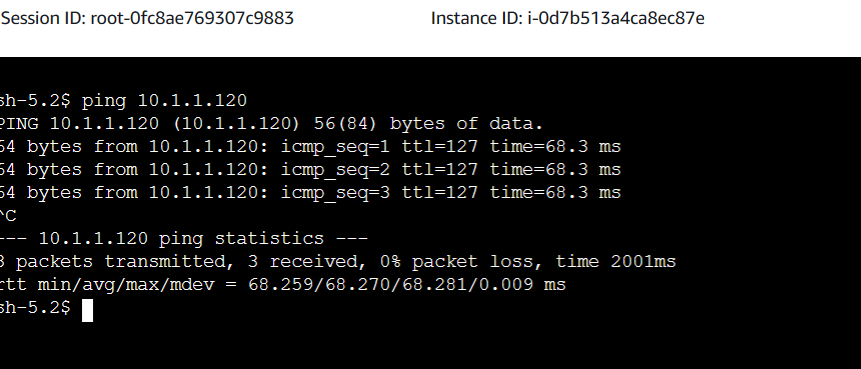 Session ID: root-0fc8ae769307c9883 Instance ID: i-0d7b513a4ca8ec87e
sh-5.2$ ping 10.1.1.120
PING 10.1.1.120 (10.1.1.120) 56(84) bytes of data.
64 bytes from 10.1.1.120: icmp_seq=1 ttl=127 time=68.3 ms
64 bytes from 10.1.1.120: icmp_seq=2 ttl=127 time=68.3 ms
64 bytes from 10.1.1.120: icmp_seq=3 ttl=127 time=68.3 ms
^C
--- 10.1.1.120 ping statistics ---
3 packets transmitted, 3 received, 0% packet loss, time 2001ms
rtt min/avg/max/mdev = 68.259/68.270/68.281/0.009 ms
sh-5.2$